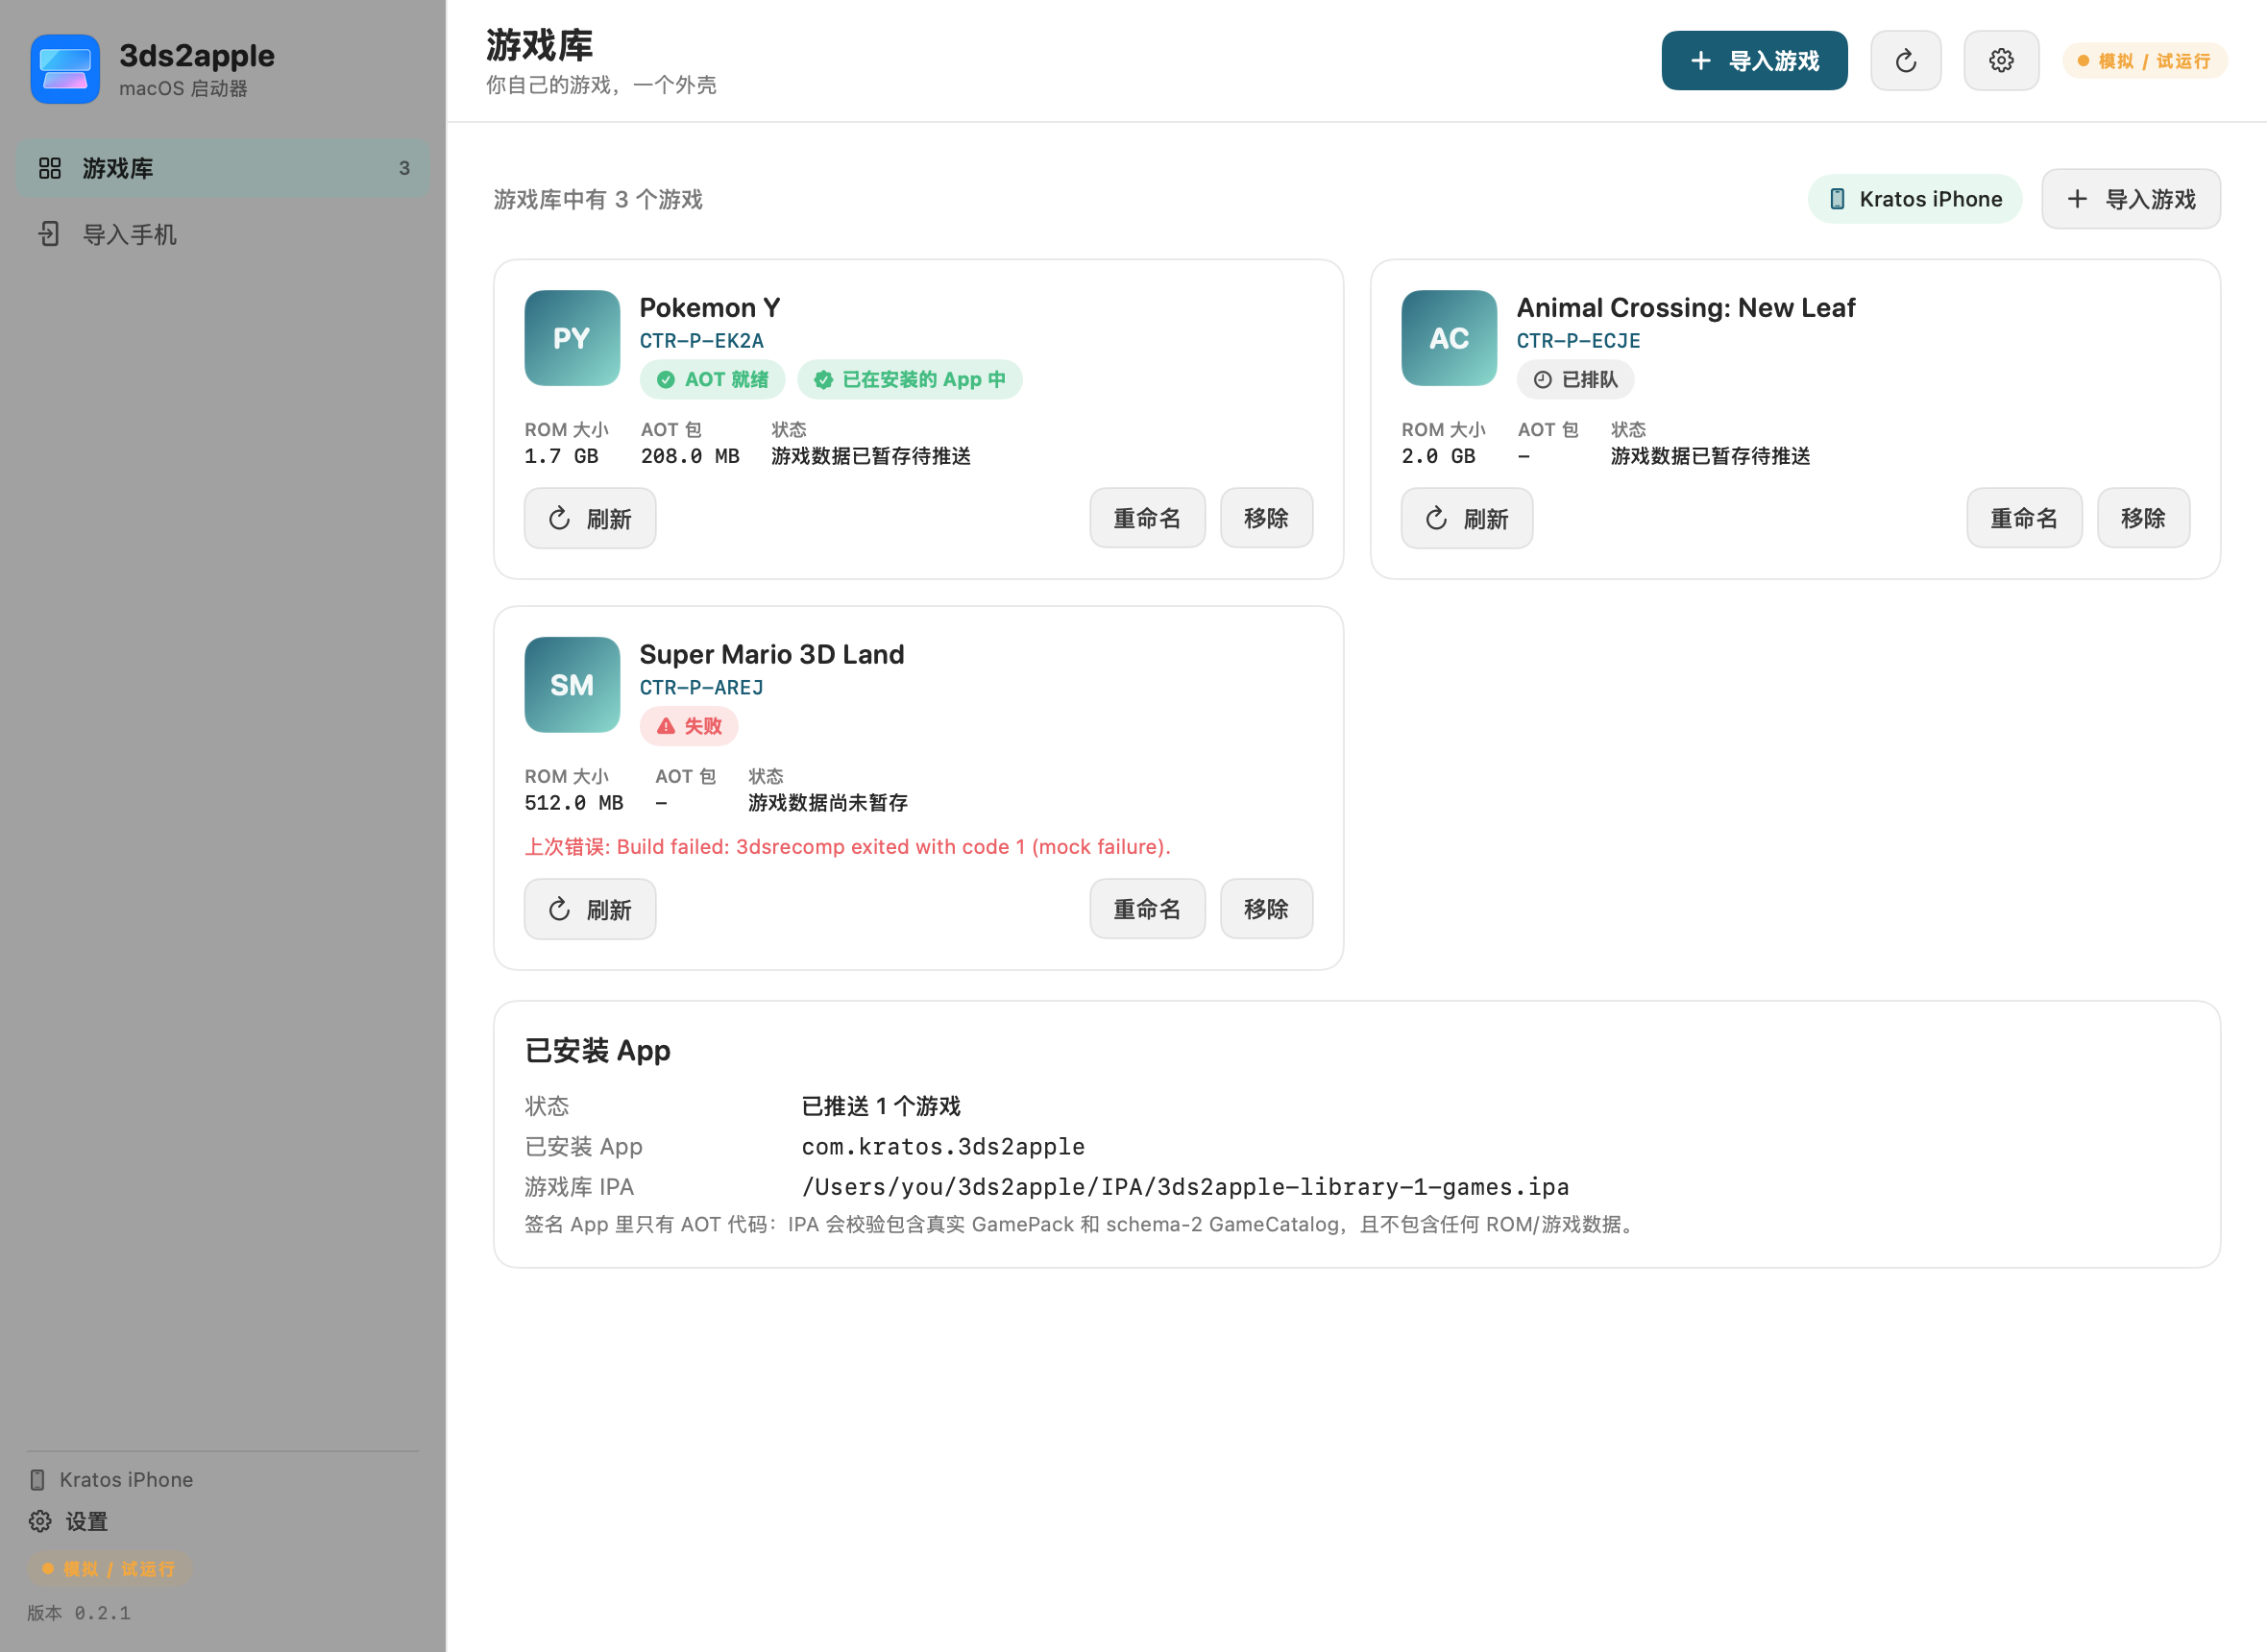 3ds2apple
macOS 启动器
游戏库 3
导入手机
Kratos iPhone
设置
模拟 / 试运行
版本 0.2.1
游戏库
你自己的游戏，一个外壳
导入游戏
模拟 / 试运行
游戏库中有 3 个游戏
Kratos iPhone
导入游戏
PY
Pokemon Y
CTR-P-EK2A
AOT 就绪 已在安装的 App 中
ROM 大小 AOT 包 状态
1.7 GB 208.0 MB 游戏数据已暂存待推送
刷新 重命名 移除
AC
Animal Crossing: New Leaf
CTR-P-ECJE
已排队
ROM 大小 AOT 包 状态
2.0 GB – 游戏数据已暂存待推送
刷新 重命名 移除
SM
Super Mario 3D Land
CTR-P-AREJ
失败
ROM 大小 AOT 包 状态
512.0 MB – 游戏数据尚未暂存
上次错误: Build failed: 3dsrecomp exited with code 1 (mock failure).
刷新 重命名 移除
已安装 App
状态 已推送 1 个游戏
已安装 App com.kratos.3ds2apple
游戏库 IPA /Users/you/3ds2apple/IPA/3ds2apple-library-1-games.ipa
签名 App 里只有 AOT 代码：IPA 会校验包含真实 GamePack 和 schema-2 GameCatalog，且不包含任何 ROM/游戏数据。